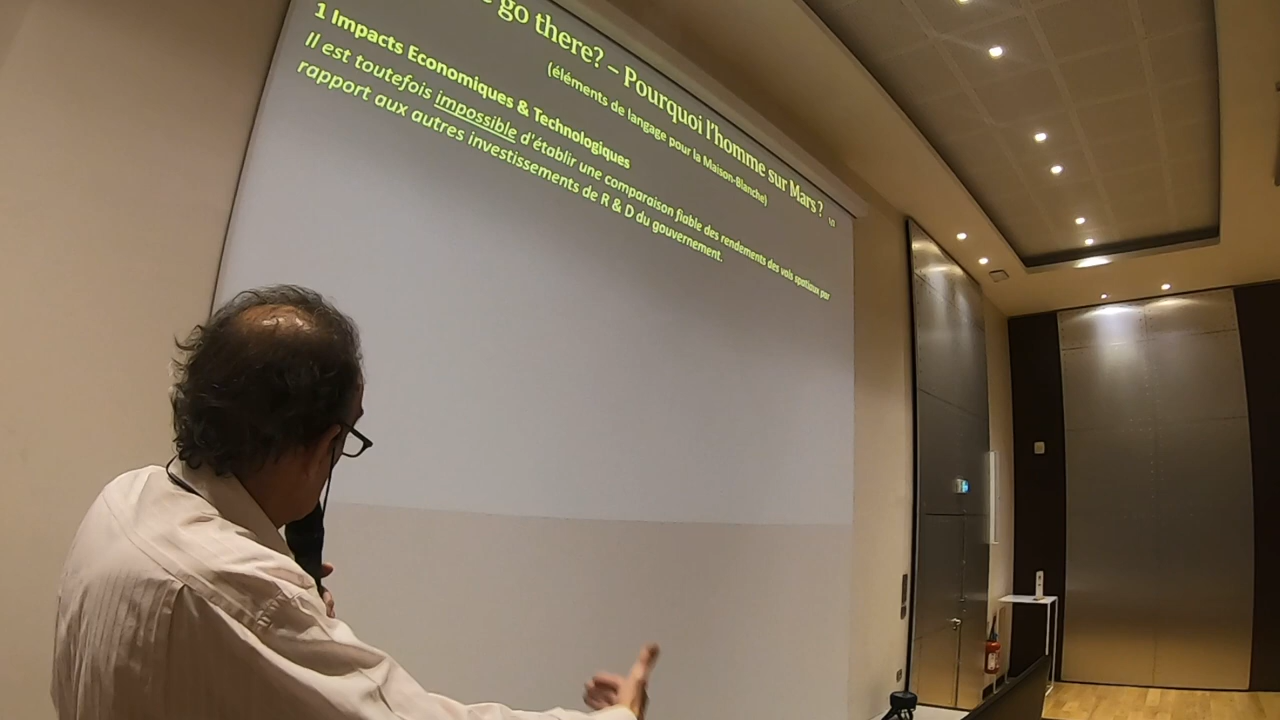 go there? – Pourquoi l'homme sur Mars ?
(éléments de langage pour la Maison-Blanche)
1 Impacts Economiques & Technologiques
Il est toutefois impossible d'établir une comparaison fiable des rendements des vols spatiaux par
rapport aux autres investissements de R & D du gouvernement.